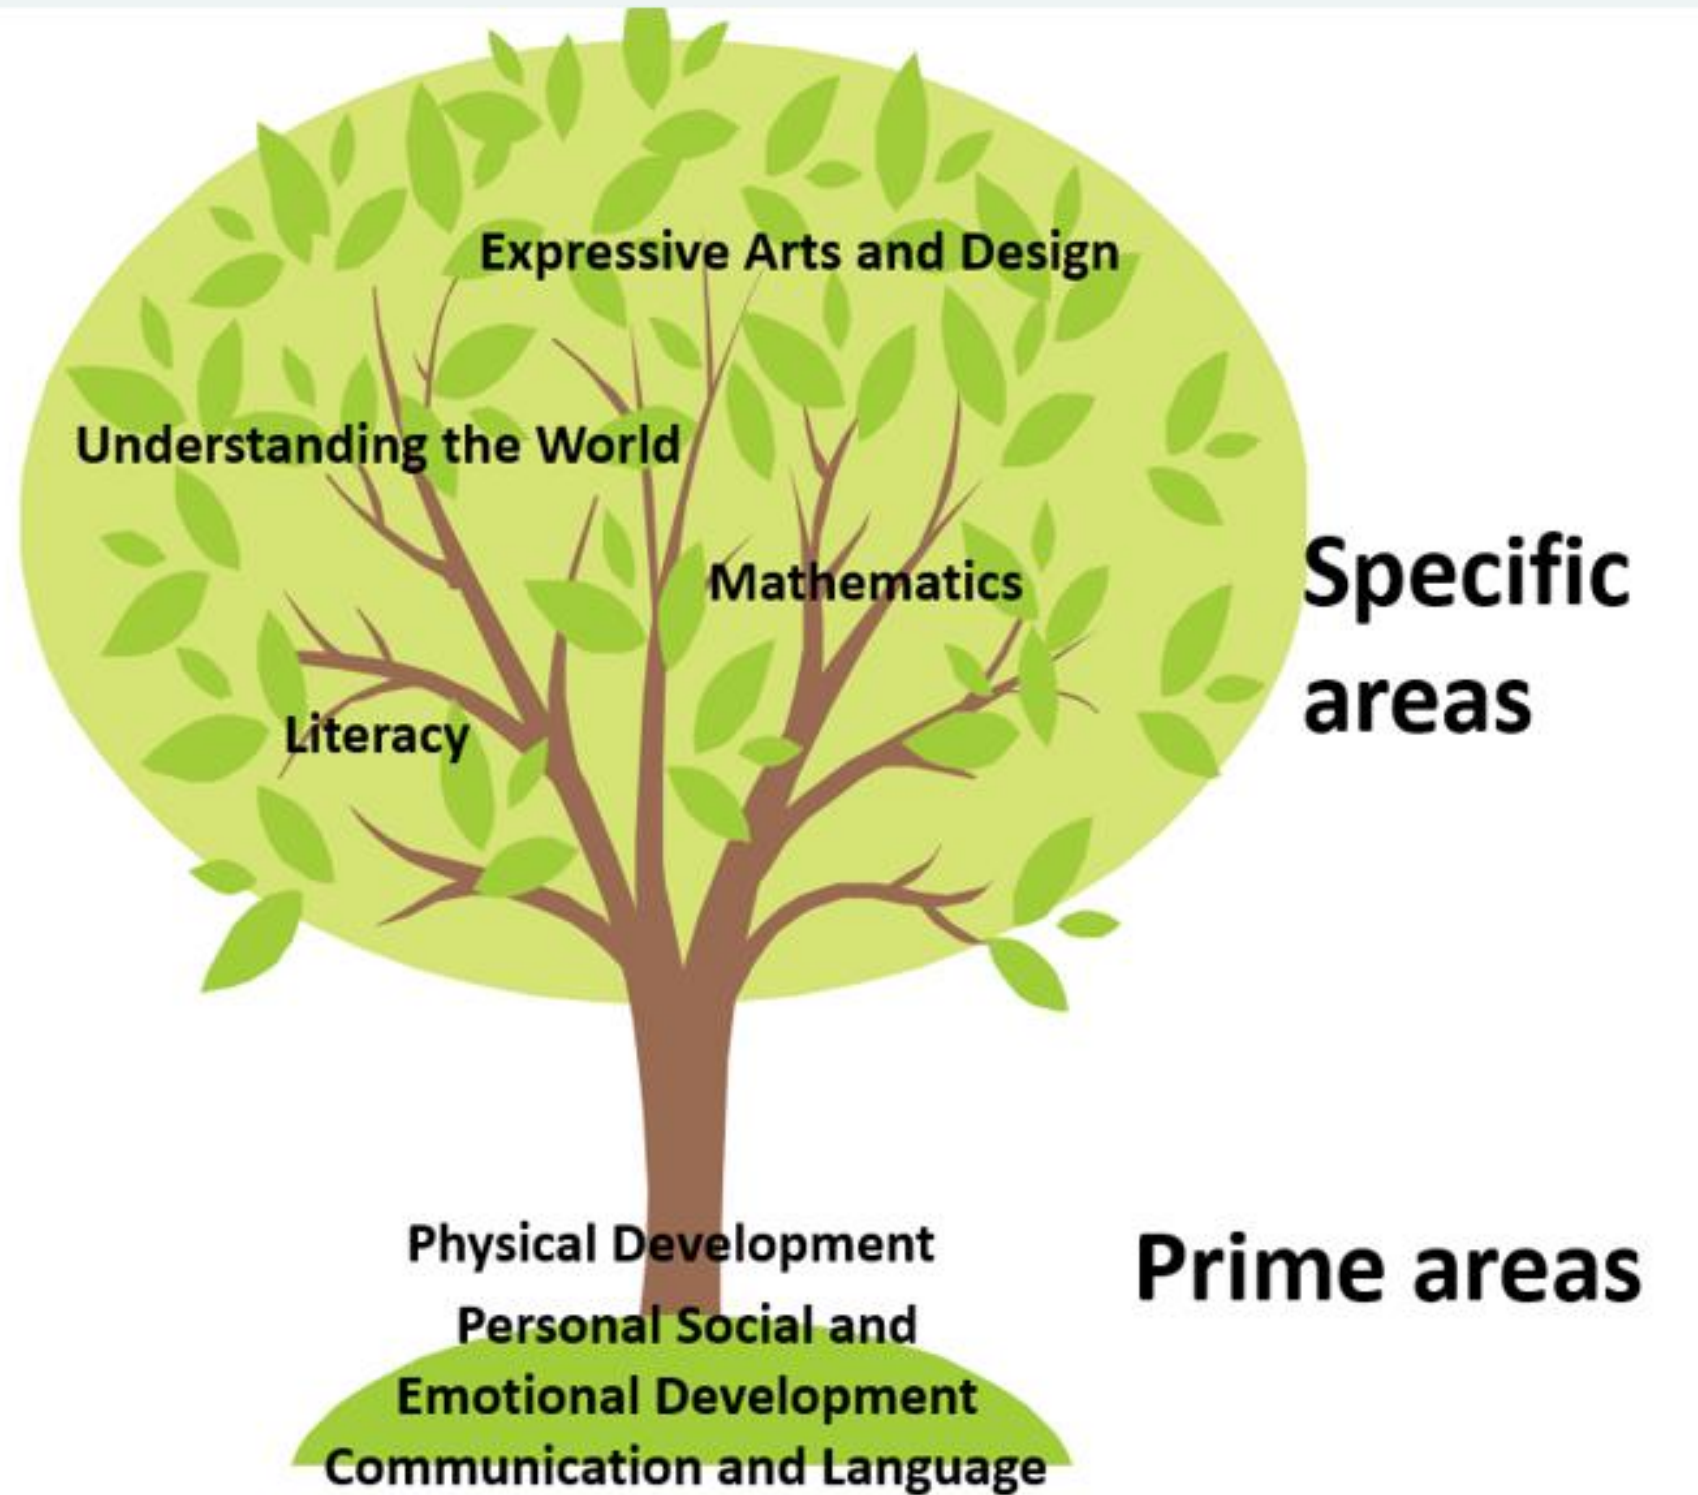 Expressive Arts and Design
Understanding the World
Mathematics
Literacy
Specific
areas
Physical Development
Prime areas
Personal Social and
Emotional Development
Communication and Language